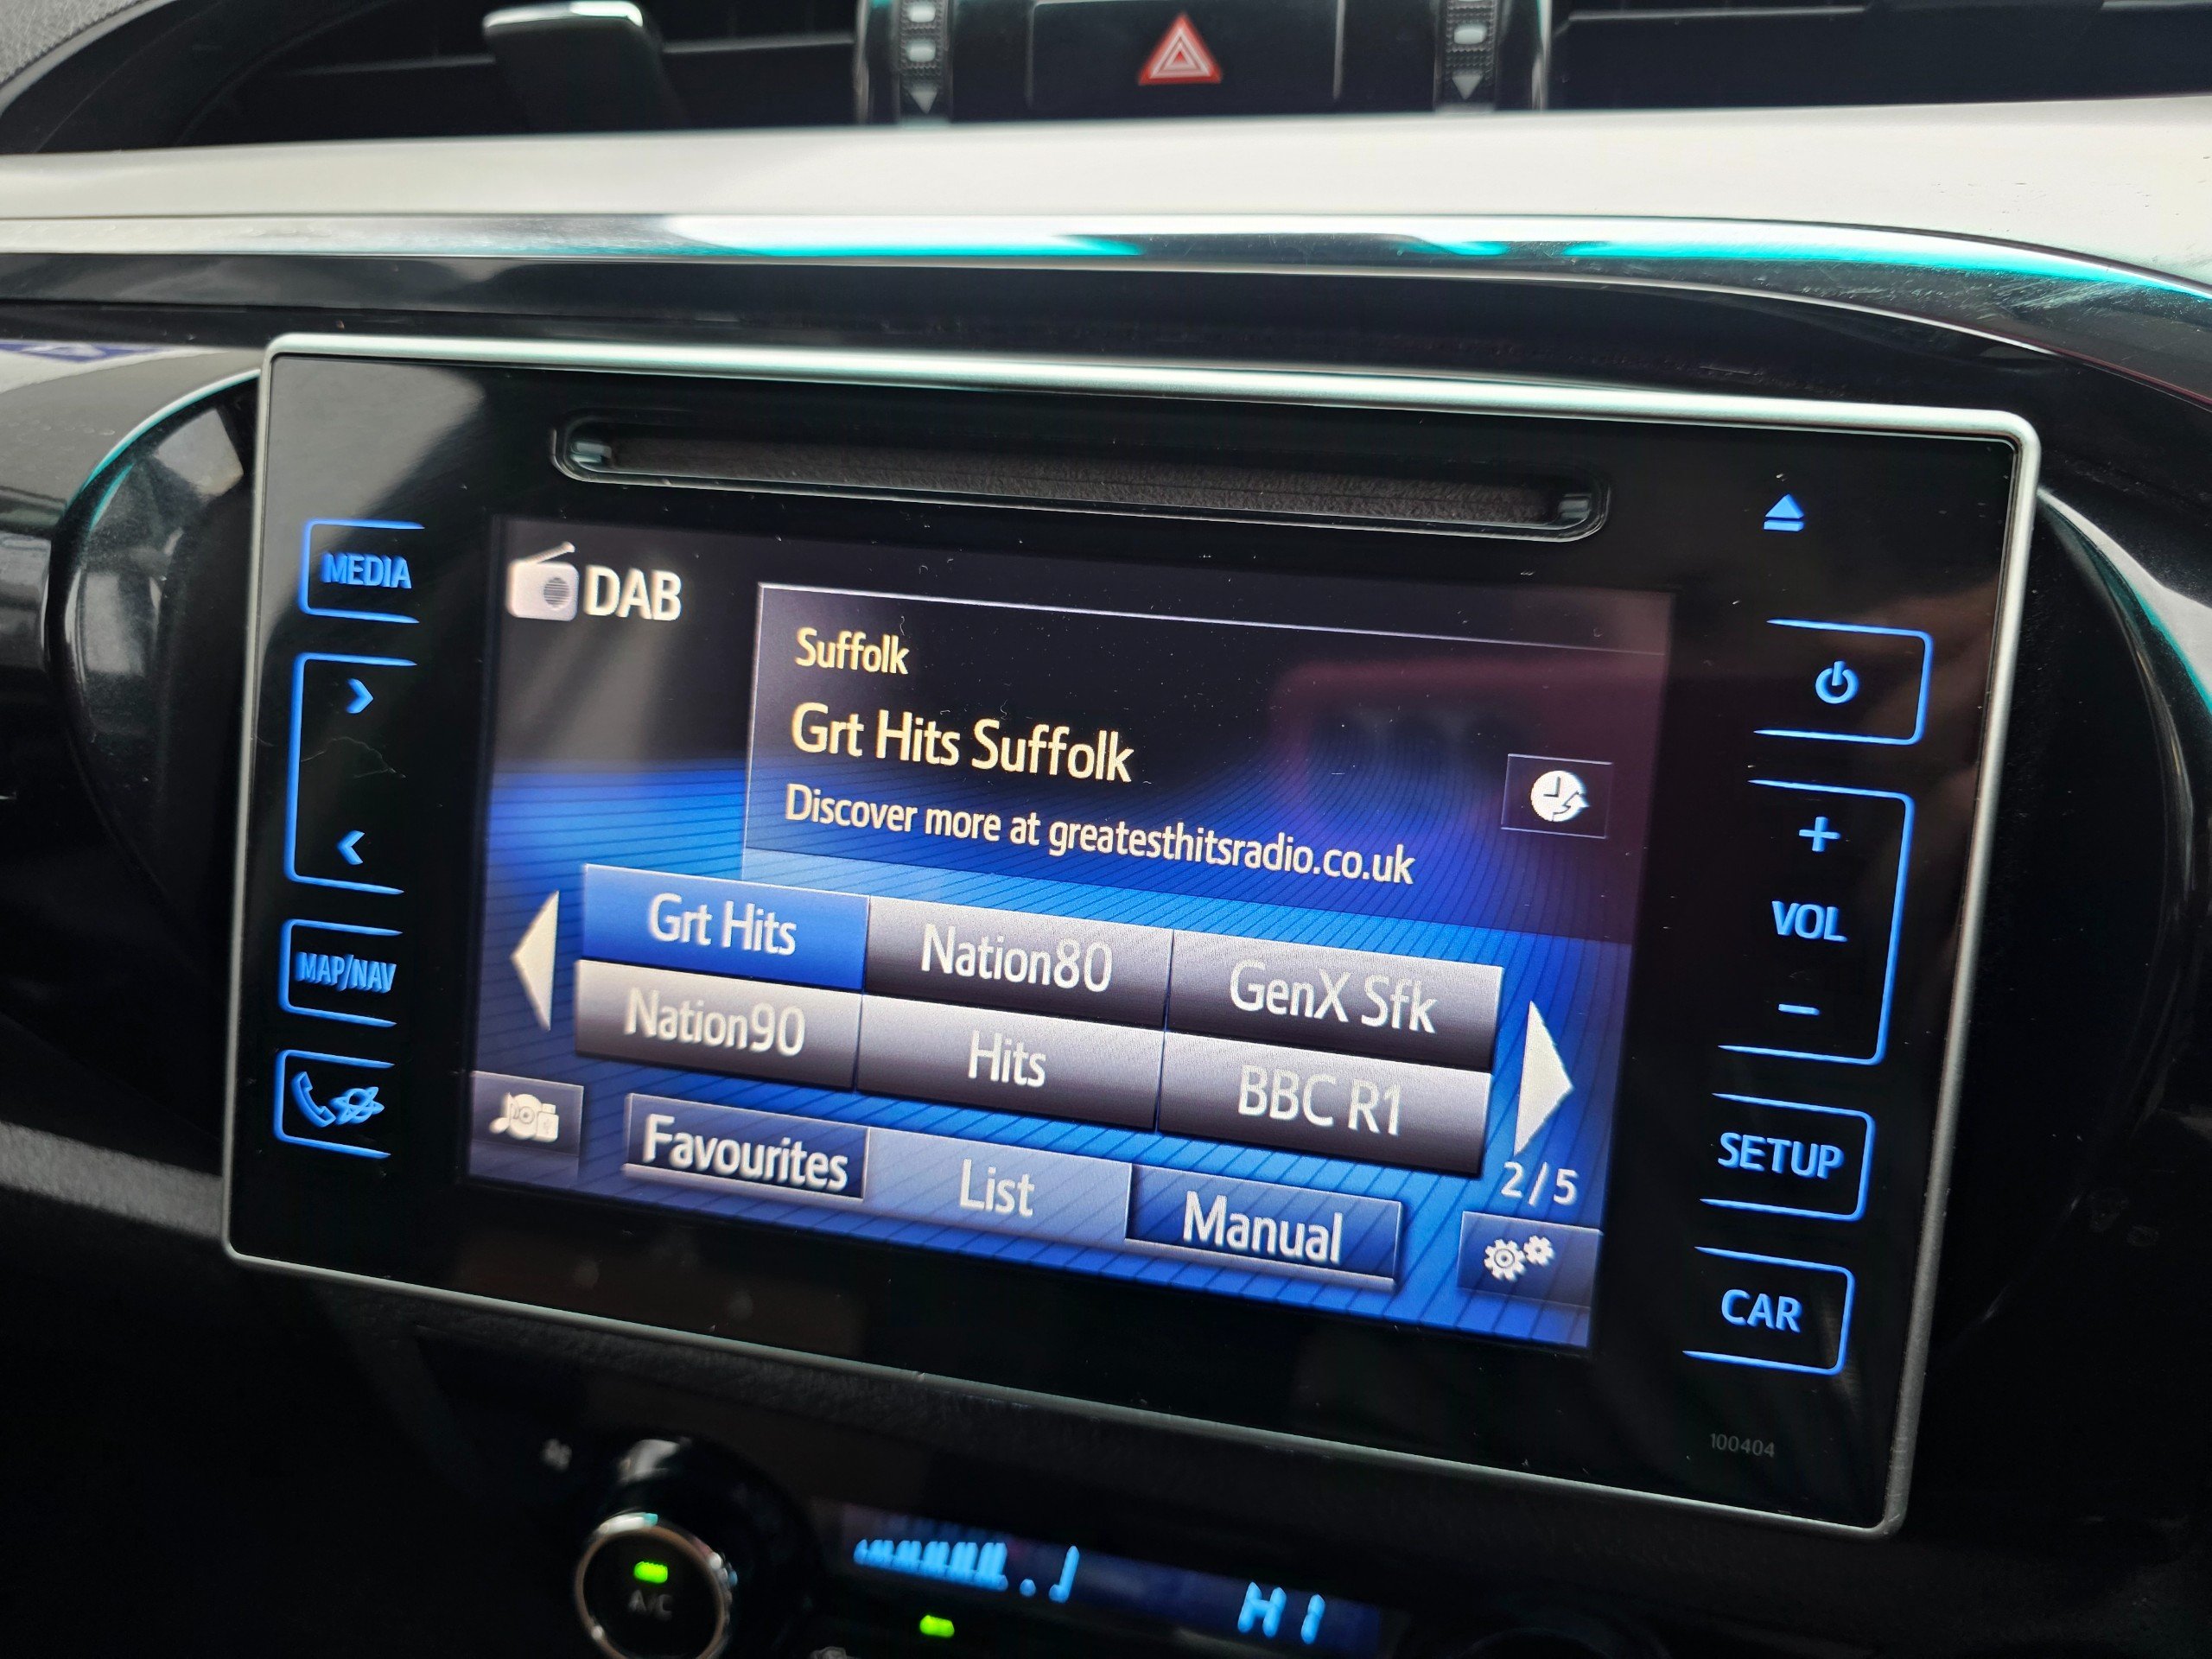 MEDIA
MAP/NAV
DAB
Suffolk
Grt Hits Suffolk
Discover more at greatesthitsradio.co.uk
Grt Hits
Nation80
GenX Sfk
Nation90
Hits
BBC R1
2/5
Favourites
List
Manual
VOL
SETUP
CAR
100404
A/C
HI